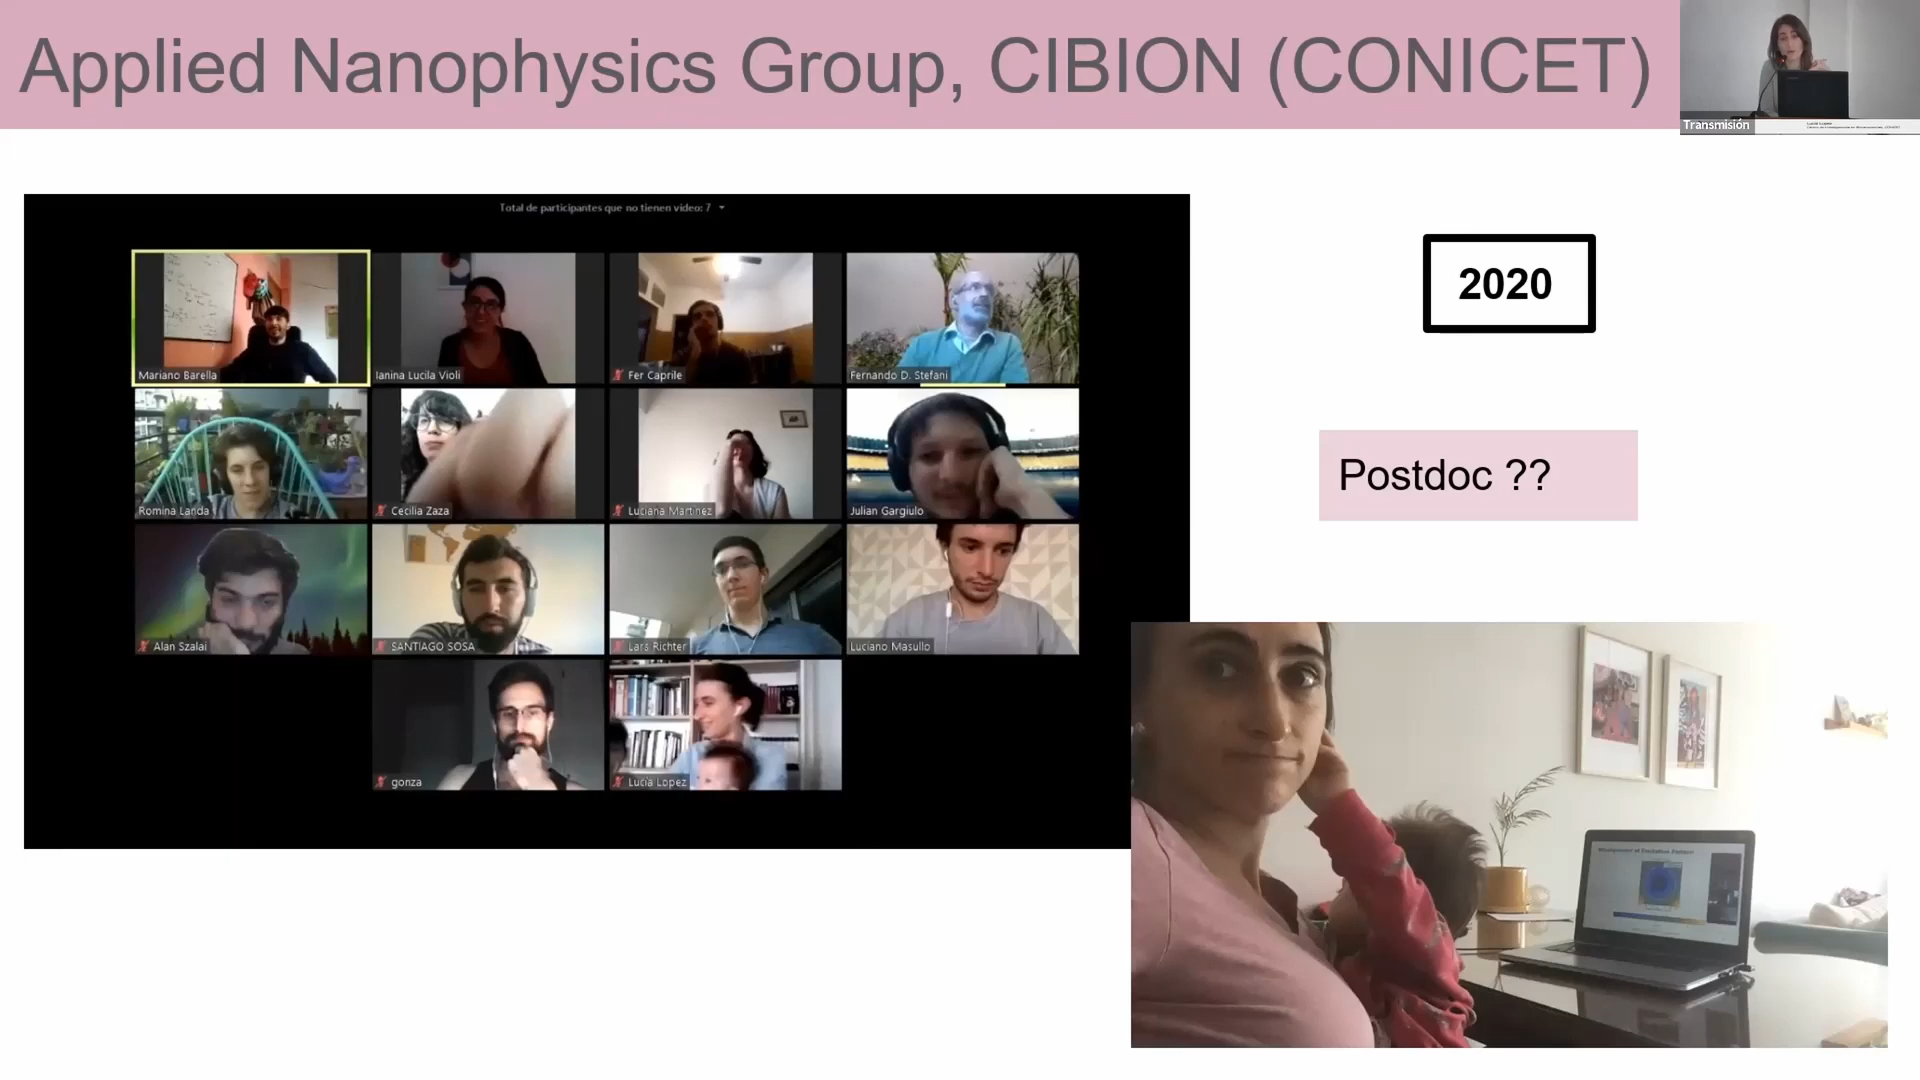 Applied Nanophysics Group, CIBION (CONICET)
Transmisión
Total de participantes que no tienen video: 7
2020
Mariano Barella
Ianina Lucila Violi
Fer Caprile
Fernando D. Stefani
Postdoc ??
Romina Landa
Cecilia Zaza
Luciana Martinez
Julian Gargiulo
Alan Szalai
SANTIAGO SOSA
Lars Richter
Luciano Masullo
gonza
Lucía Lopez